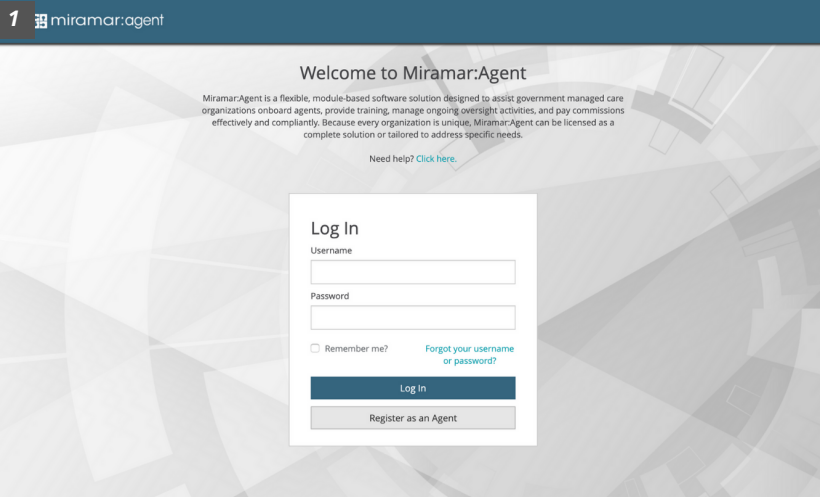 1
miramar:agent
Welcome to Miramar:Agent
Miramar:Agent is a flexible, module-based software solution designed to assist government managed care
organizations onboard agents, provide training, manage ongoing oversight activities, and pay commissions
effectively and compliantly. Because every organization is unique, Miramar:Agent can be licensed as a
complete solution or tailored to address specific needs.
Need help? Click here.
Log In
Username
Password
Remember me?
Forgot your username
or password?
Log In
Register as an Agent